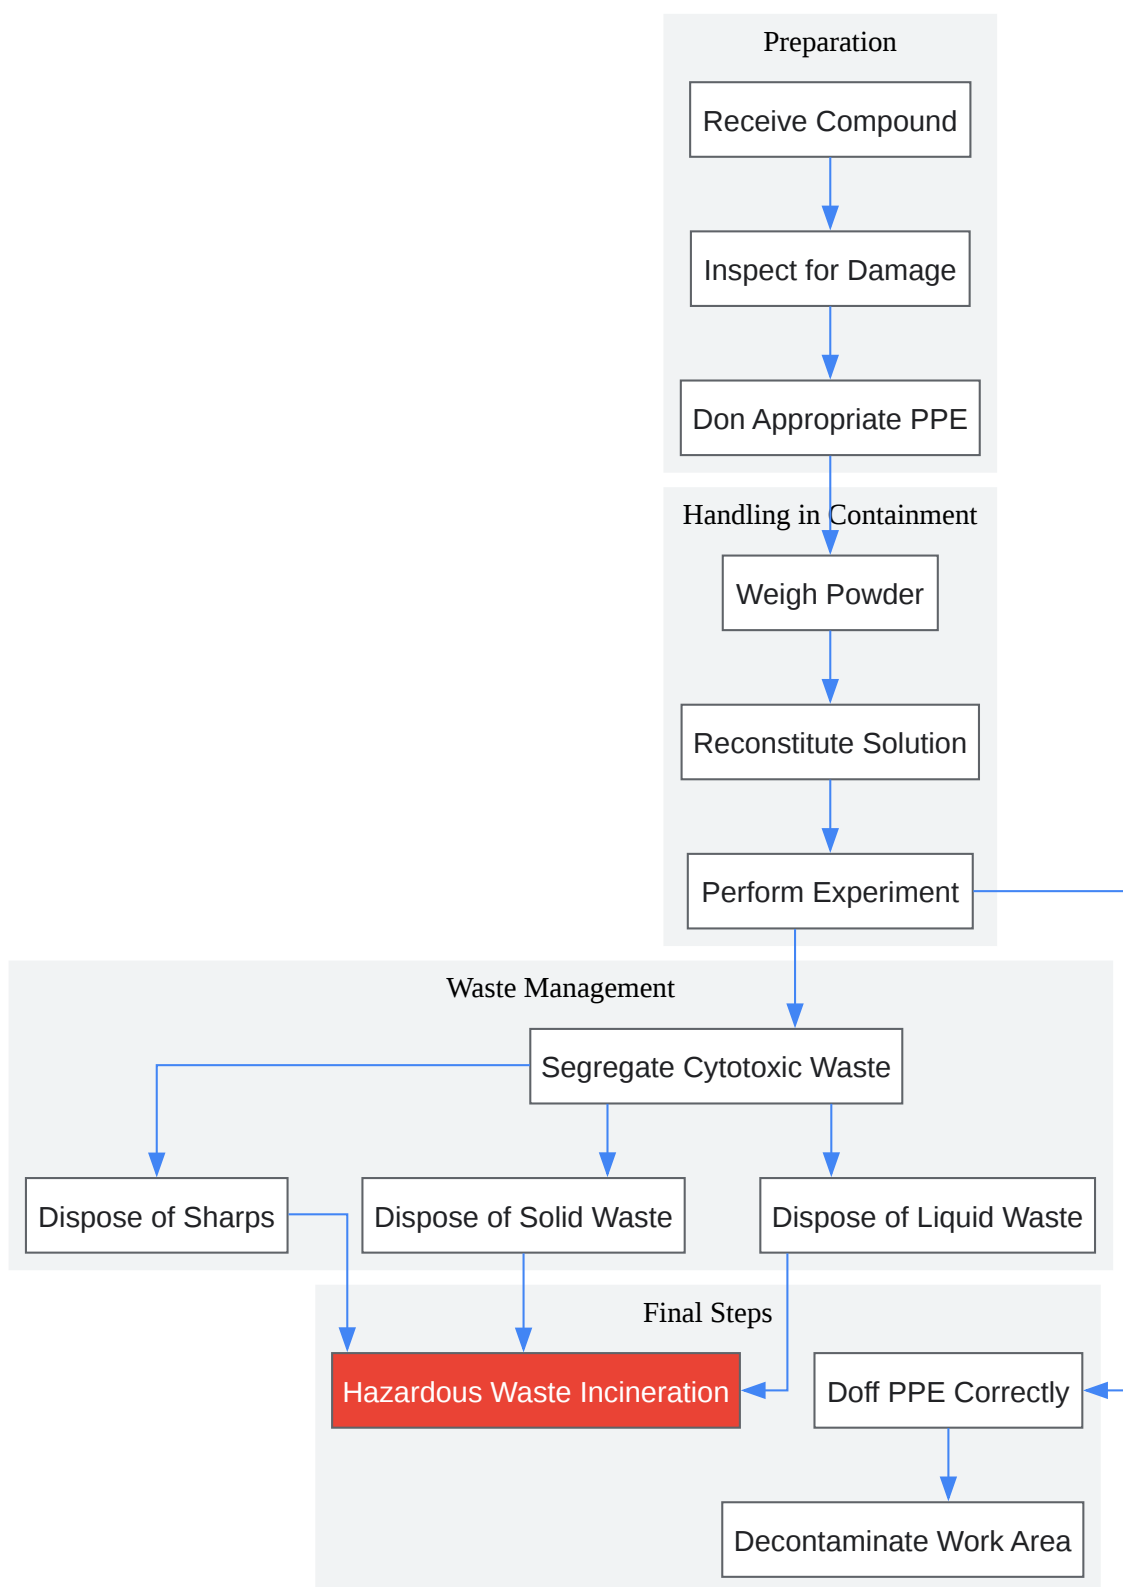 Preparation
Receive Compound
Inspect for Damage
Don Appropriate PPE
Handling in Containment
Weigh Powder
Reconstitute Solution
Perform Experiment
Waste Management
Segregate Cytotoxic Waste
Dispose of Sharps
Dispose of Solid Waste
Dispose of Liquid Waste
Final Steps
Hazardous Waste Incineration
Doff PPE Correctly
Decontaminate Work Area